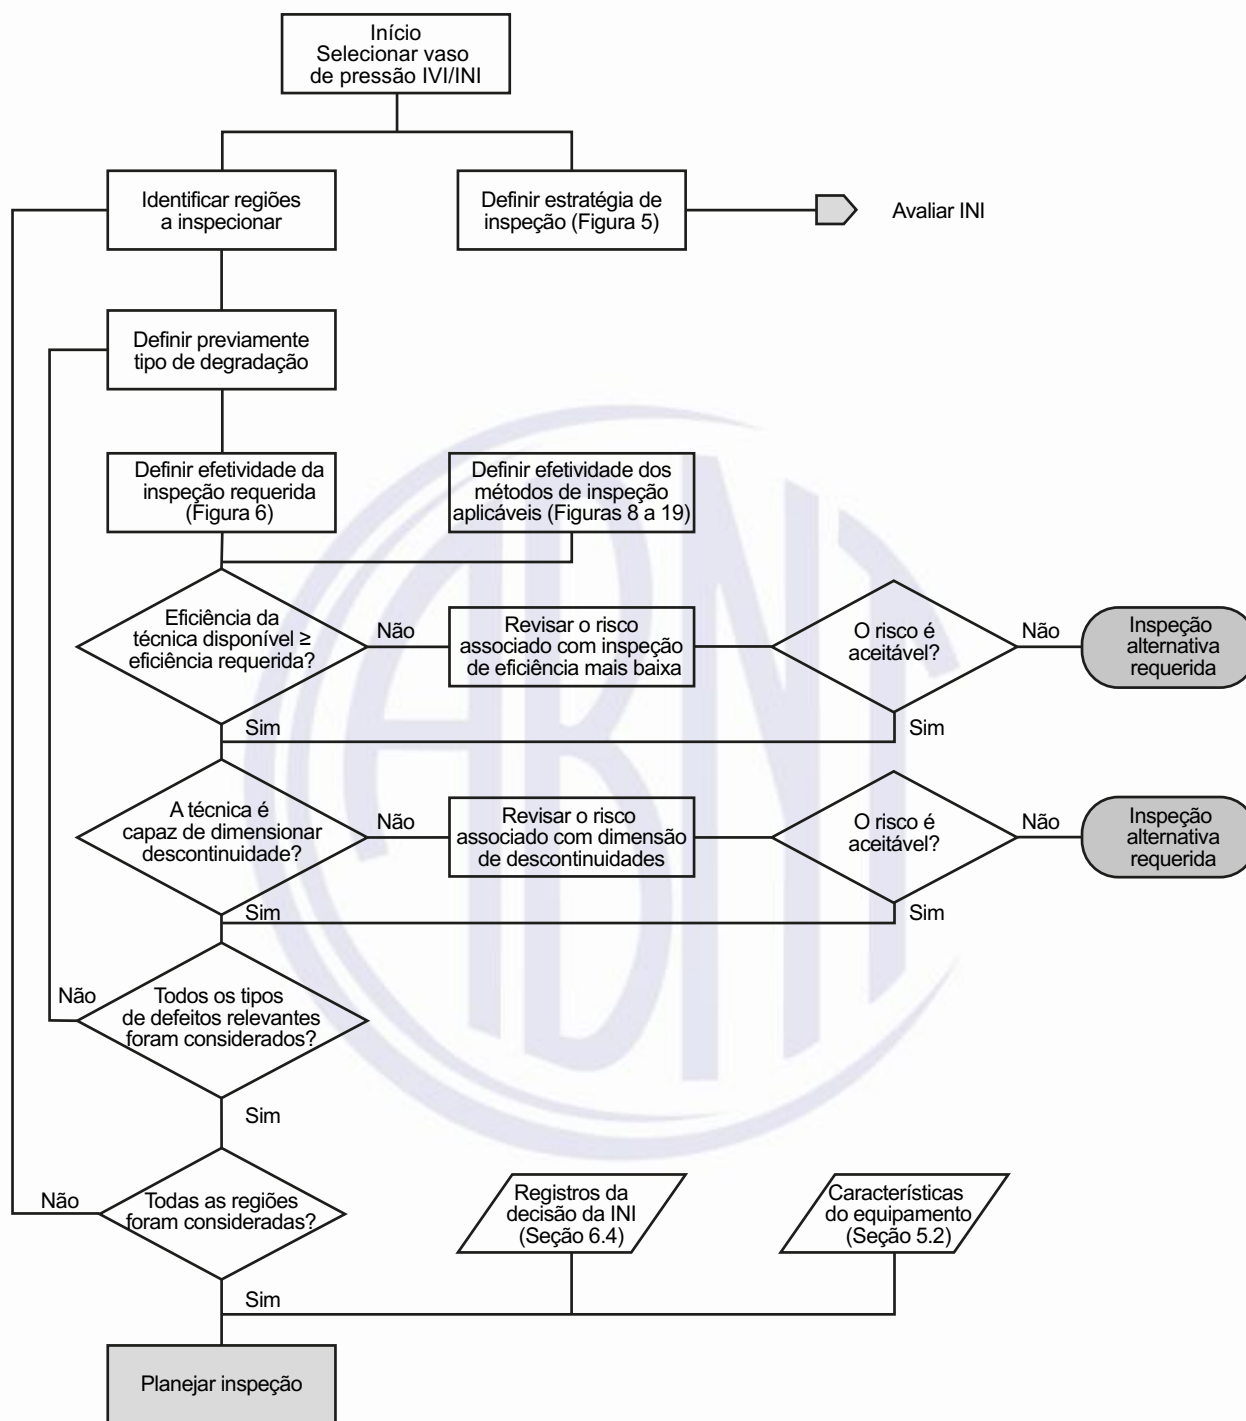 Início
Selecionar vaso
de pressão IVI/INI
Identificar regiões
a inspecionar
Definir estratégia de
inspeção (Figura 5)
Avaliar INI
Definir previamente
tipo de degradação
Definir efetividade da
inspeção requerida
(Figura 6)
Definir efetividade dos
métodos de inspeção
aplicáveis (Figuras 8 a 19)
Eficiência da
técnica disponível ≥
eficiência requerida?
Não
Revisar o risco
associado com inspeção
de eficiência mais baixa
O risco é
aceitável?
Não
Inspeção
alternativa
requerida
Sim
Sim
A técnica é
capaz de dimensionar
descontinuidade?
Não
Revisar o risco
associado com dimensão
de descontinuidades
O risco é
aceitável?
Não
Inspeção
alternativa
requerida
Sim
Sim
Não
Todos os tipos
de defeitos relevantes
foram considerados?
Sim
Não
Todas as regiões
foram consideradas?
Registros da
decisão da INI
(Seção 6.4)
Características
do equipamento
(Seção 5.2)
Sim
Planejar inspeção
ABNT